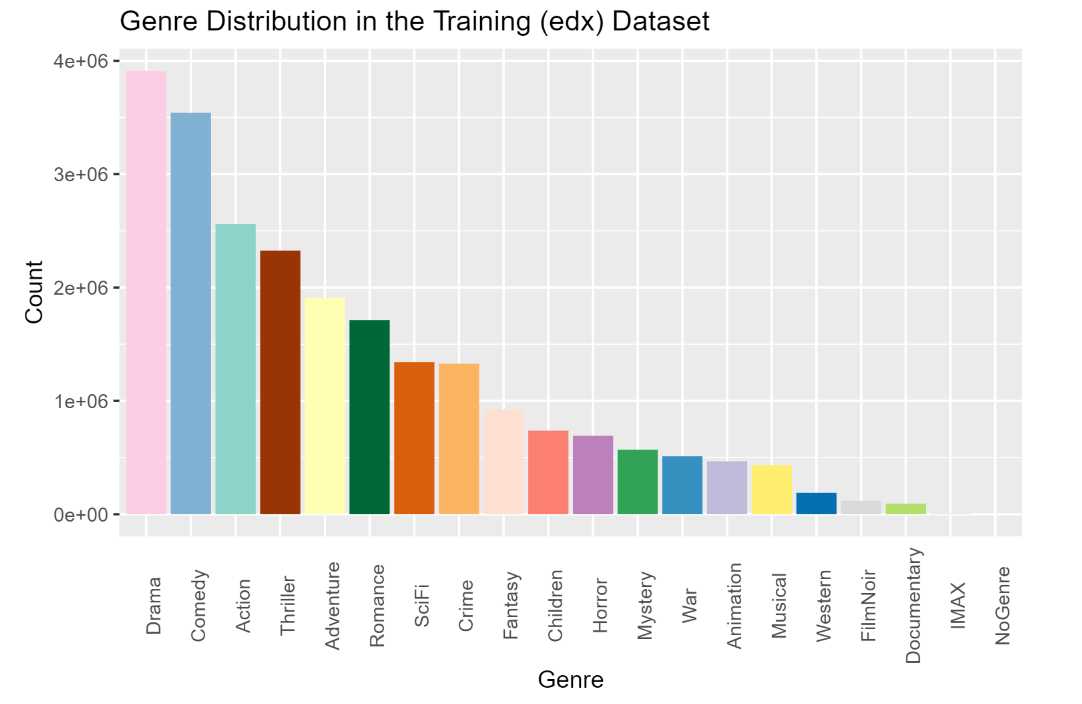 Genre Distribution in the Training (edx) Dataset
Count
4e+06
3e+06
2e+06
1e+06
0e+00
Drama
Comedy
Action
Thriller
Adventure
Romance
SciFi
Crime
Fantasy
Children
Horror
Mystery
War
Animation
Musical
Western
FilmNoir
Documentary
IMAX
NoGenre
Genre